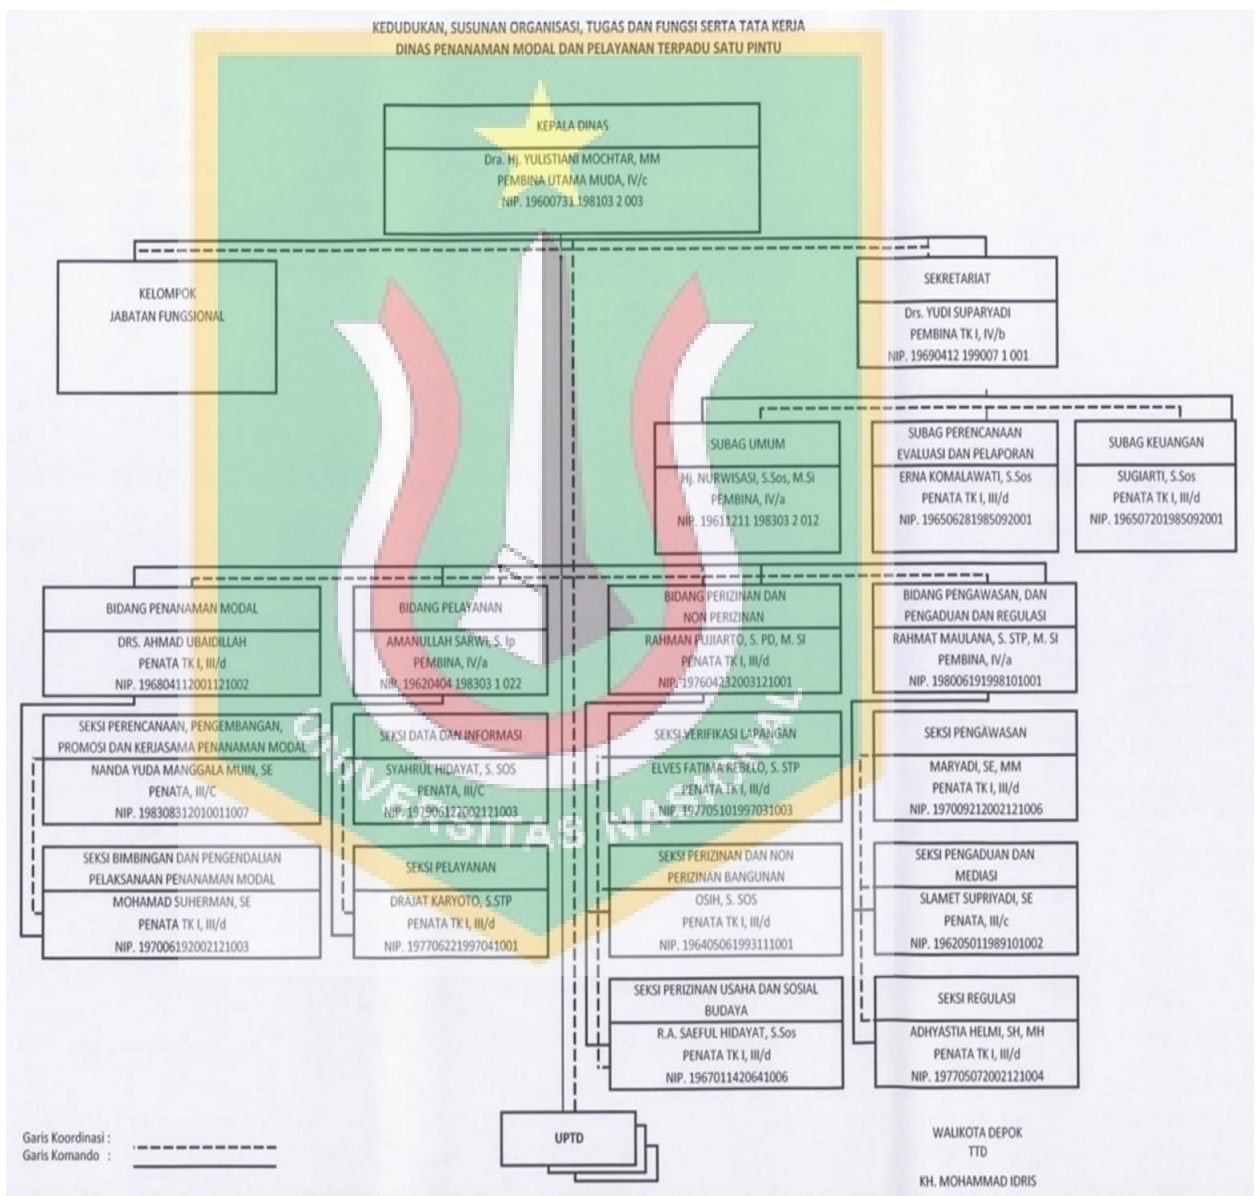 KEDUDUKAN, SUSUNAN ORGANISASI, TUGAS DAN FUNGSI SERTA TATA KERJA
DINAS PENANAMAN MODAL DAN PELAYANAN TERPADU SATU PINTU
KEPALA DINAS
Dra. Hj. YULISTIANI MOCHTAR, MM
PEMBINA UTAMA MUDA, IV/c
NIP. 19600731 198103 2 003
KELOMPOK
JABATAN FUNGSIONAL
SEKRETARIAT
Drs. YUDI SUPARYADI
PEMBINA TK I, IV/b
NIP. 19690412 199007 1 001
SUBAG UMUM
Hj. NURWISASI, S.Sos, M.Si
PEMBINA, IV/a
NIP. 19611211 198303 2 012
SUBAG PERENCANAAN
EVALUASI DAN PELAPORAN
ERNA KOMALAWATI, S.Sos
PENATA TK I, III/d
NIP. 196506281985092001
SUBAG KEUANGAN
SUGIARTI, S.Sos
PENATA TK I, III/d
NIP. 196507201985092001
BIDANG PENANAMAN MODAL
DRS. AHMAD UBAIDILLAH
PENATA TK I, III/d
NIP. 196804112001121002
BIDANG PELAYANAN
AMANULLAH SARWI, S. Ip
PEMBINA, IV/a
NIP. 19620404 198303 1 022
BIDANG PERIZINAN DAN
NON PERIZINAN
RAHMAN PUJIARTO, S. PD, M. SI
PENATA TK I, III/d
NIP. 197604232003121001
BIDANG PENGAWASAN, DAN
PENGADUAN DAN REGULASI
RAHMAT MAULANA, S. STP, M. SI
PEMBINA, IV/a
NIP. 198006191998101001
SEKSI PERENCANAAN, PENGEMBANGAN,
PROMOSI DAN KERJASAMA PENANAMAN MODAL
NANDA YUDA MANGGALA MUIN, SE
PENATA, III/C
NIP. 198308312010011007
SEKSI DATA DAN INFORMASI
SYAHRUL HIDAYAT, S. SOS
PENATA, III/C
NIP. 197906122002121003
SEKSI VERIFIKASI LAPANGAN
ELVES FATIMA REBELO, S. STP
PENATA TK I, III/d
NIP. 197705101997031003
SEKSI PENGAWASAN
MARYADI, SE, MM
PENATA TK I, III/d
NIP. 197009212002121006
SEKSI BIMBINGAN DAN PENGENDALIAN
PELAKSANAAN PENANAMAN MODAL
MOHAMAD SUHERMAN, SE
PENATA TK I, III/d
NIP. 197006192002121003
SEKSI PELAYANAN
DRAJAT KARYOTO, S.STP
PENATA TK I, III/d
NIP. 197706221997041001
SEKSI PERIZINAN DAN NON
PERIZINAN BANGUNAN
OSIH, S. SOS
PENATA TK I, III/d
NIP. 196405061993111001
SEKSI PENGADUAN DAN
MEDIASI
SLAMET SUPRIYADI, SE
PENATA, III/c
NIP. 196205011989101002
SEKSI PERIZINAN USAHA DAN SOSIAL
BUDAYA
R.A. SAEFUL HIDAYAT, S.Sos
PENATA TK I, III/d
NIP. 1967011420641006
SEKSI REGULASI
ADHYASTIA HELMI, SH, MH
PENATA TK I, III/d
NIP. 197705072002121004
UNIVERSITAS NASIONAL
UPTD
Garis Koordinasi :
Garis Komando :
WALIKOTA DEPOK
TTD
KH. MOHAMMAD IDRIS